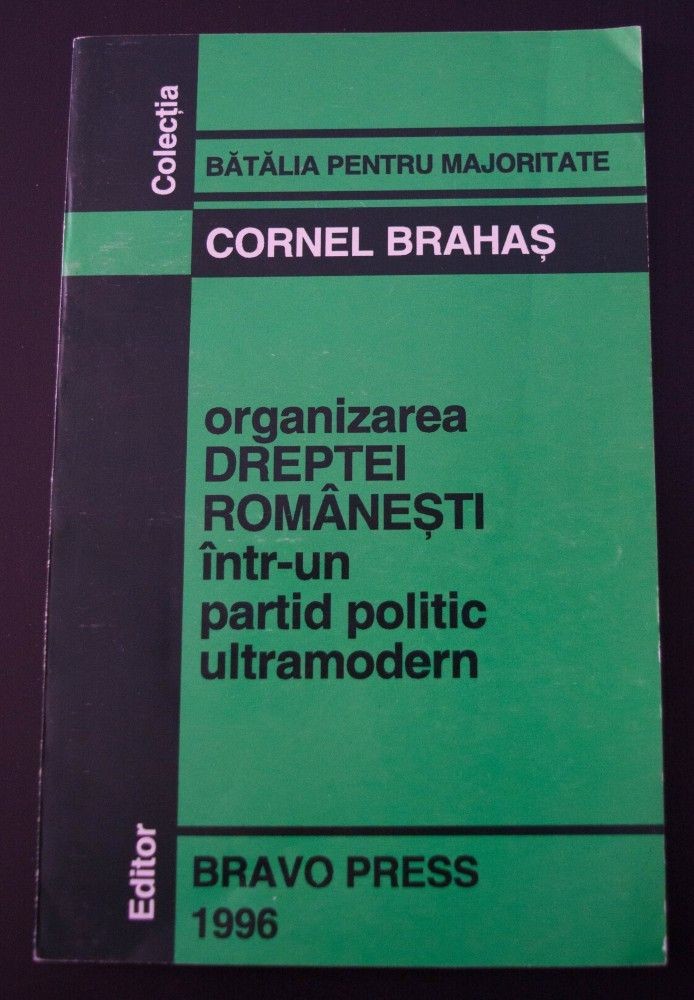 Colecția
BĂTĂLIA PENTRU MAJORITATE
CORNEL BRAHAȘ
organizarea
DREPTEI
ROMÂNEȘTI
într-un
partid politic
ultramodern
Editor
BRAVO PRESS
1996